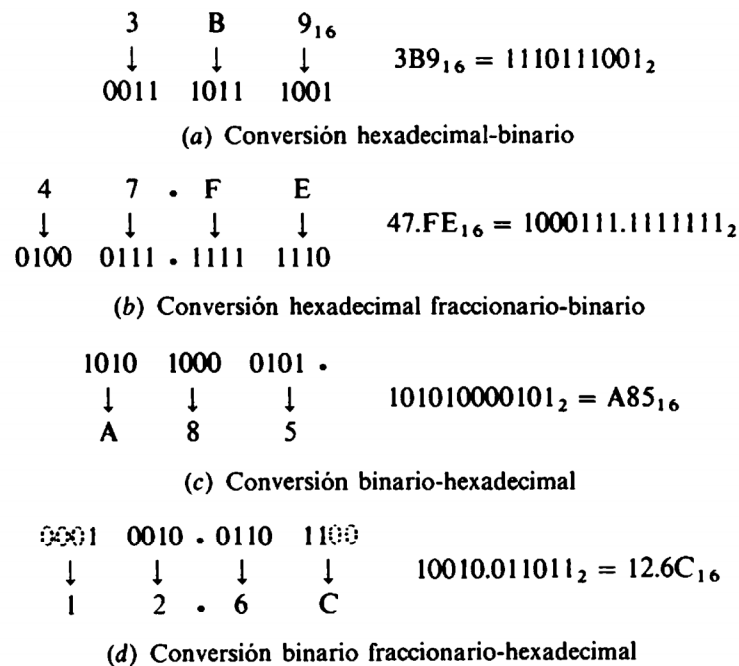 3 B 9₁₆
↓ ↓ ↓ 3B9₁₆ = 1110111001₂
0011 1011 1001
(a) Conversión hexadecimal-binario
4 7 . F E
↓ ↓ ↓ ↓ 47.FE₁₆ = 1000111.1111111₂
0100 0111 . 1111 1110
(b) Conversión hexadecimal fraccionario-binario
1010 1000 0101 .
↓ ↓ ↓ 101010000101₂ = A85₁₆
A 8 5
(c) Conversión binario-hexadecimal
0001 0010 . 0110 1100
↓ ↓ ↓ ↓ 10010.011011₂ = 12.6C₁₆
1 2 . 6 C
(d) Conversión binario fraccionario-hexadecimal